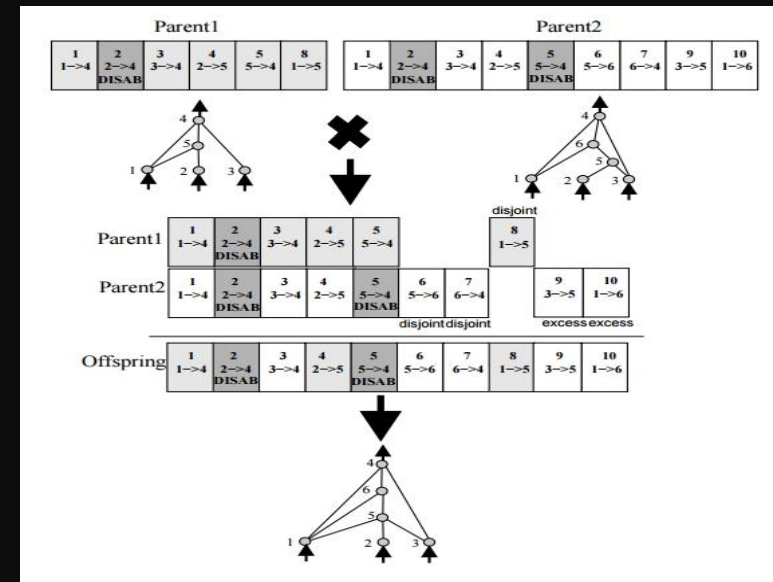 Parent1 Parent2
1 2 3 4 5 8 1 2 3 4 5 6 7 9 10
1->4 2->4 3->4 2->5 5->4 1->5 1->4 2->4 3->4 2->5 5->4 5->6 6->4 3->5 1->6
DISAB DISAB DISAB
4 4
5 6
5
1 2 3 1 2 3
disjoint
Parent1 1 2 3 4 5 8
1->4 2->4 3->4 2->5 5->4 1->5
DISAB
Parent2 1 2 3 4 5 6 7 9 10
1->4 2->4 3->4 2->5 5->4 5->6 6->4 3->5 1->6
DISAB DISAB
disjoint disjoint excess excess
Offspring 1 2 3 4 5 6 7 8 9 10
1->4 2->4 3->4 2->5 5->4 5->6 6->4 1->5 3->5 1->6
DISAB DISAB
4
6
5
1 2 3